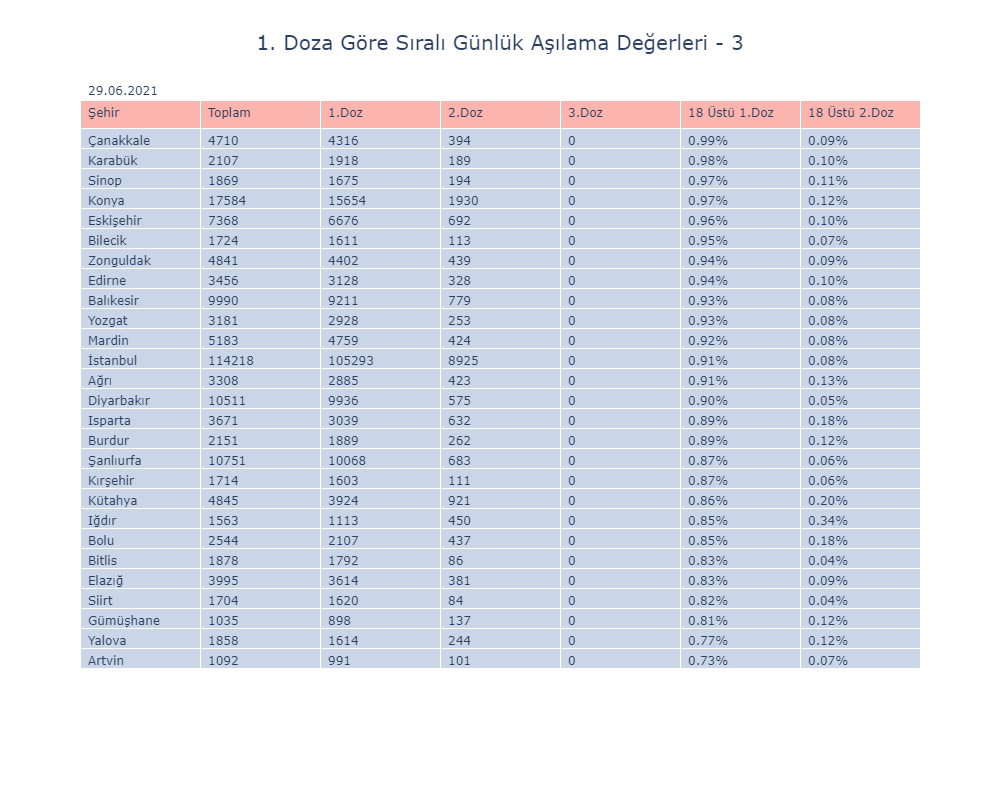 1. Doza Göre Sıralı Günlük Aşılama Değerleri - 3
29.06.2021
Şehir Toplam 1.Doz 2.Doz 3.Doz 18 Üstü 1.Doz 18 Üstü 2.Doz
Çanakkale 4710 4316 394 0 0.99% 0.09%
Karabük 2107 1918 189 0 0.98% 0.10%
Sinop 1869 1675 194 0 0.97% 0.11%
Konya 17584 15654 1930 0 0.97% 0.12%
Eskişehir 7368 6676 692 0 0.96% 0.10%
Bilecik 1724 1611 113 0 0.95% 0.07%
Zonguldak 4841 4402 439 0 0.94% 0.09%
Edirne 3456 3128 328 0 0.94% 0.10%
Balıkesir 9990 9211 779 0 0.93% 0.08%
Yozgat 3181 2928 253 0 0.93% 0.08%
Mardin 5183 4759 424 0 0.92% 0.08%
İstanbul 114218 105293 8925 0 0.91% 0.08%
Ağrı 3308 2885 423 0 0.91% 0.13%
Diyarbakır 10511 9936 575 0 0.90% 0.05%
Isparta 3671 3039 632 0 0.89% 0.18%
Burdur 2151 1889 262 0 0.89% 0.12%
Şanlıurfa 10751 10068 683 0 0.87% 0.06%
Kırşehir 1714 1603 111 0 0.87% 0.06%
Kütahya 4845 3924 921 0 0.86% 0.20%
Iğdır 1563 1113 450 0 0.85% 0.34%
Bolu 2544 2107 437 0 0.85% 0.18%
Bitlis 1878 1792 86 0 0.83% 0.04%
Elazığ 3995 3614 381 0 0.83% 0.09%
Siirt 1704 1620 84 0 0.82% 0.04%
Gümüşhane 1035 898 137 0 0.81% 0.12%
Yalova 1858 1614 244 0 0.77% 0.12%
Artvin 1092 991 101 0 0.73% 0.07%